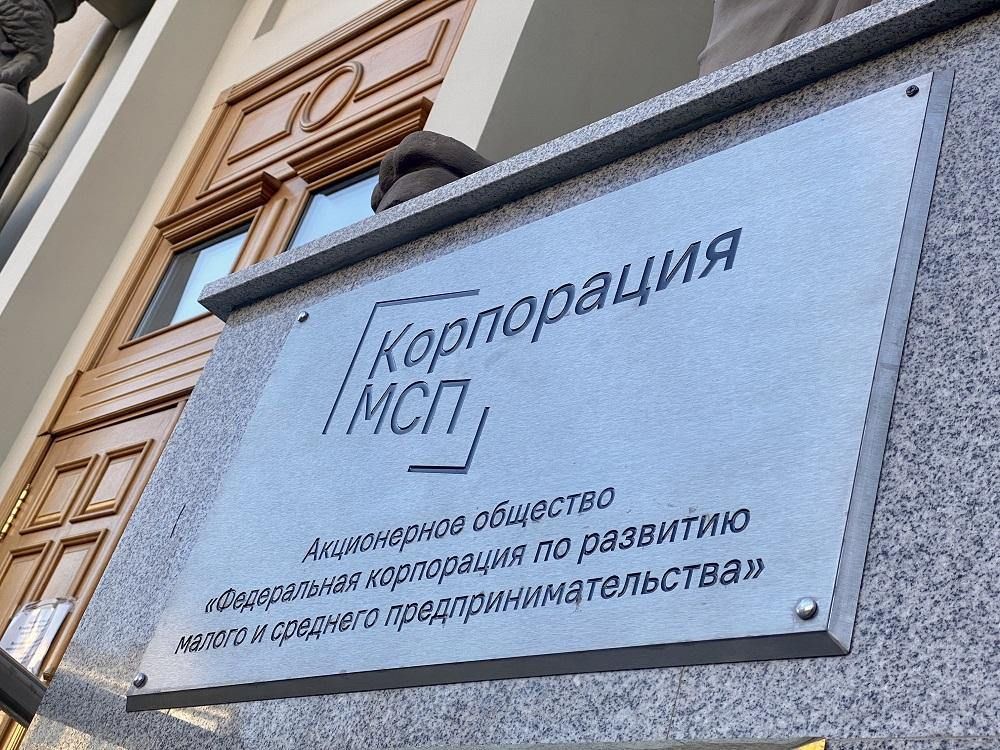 Корпорация
МСП
Акционерное общество
«Федеральная корпорация по развитию
малого и среднего предпринимательства»